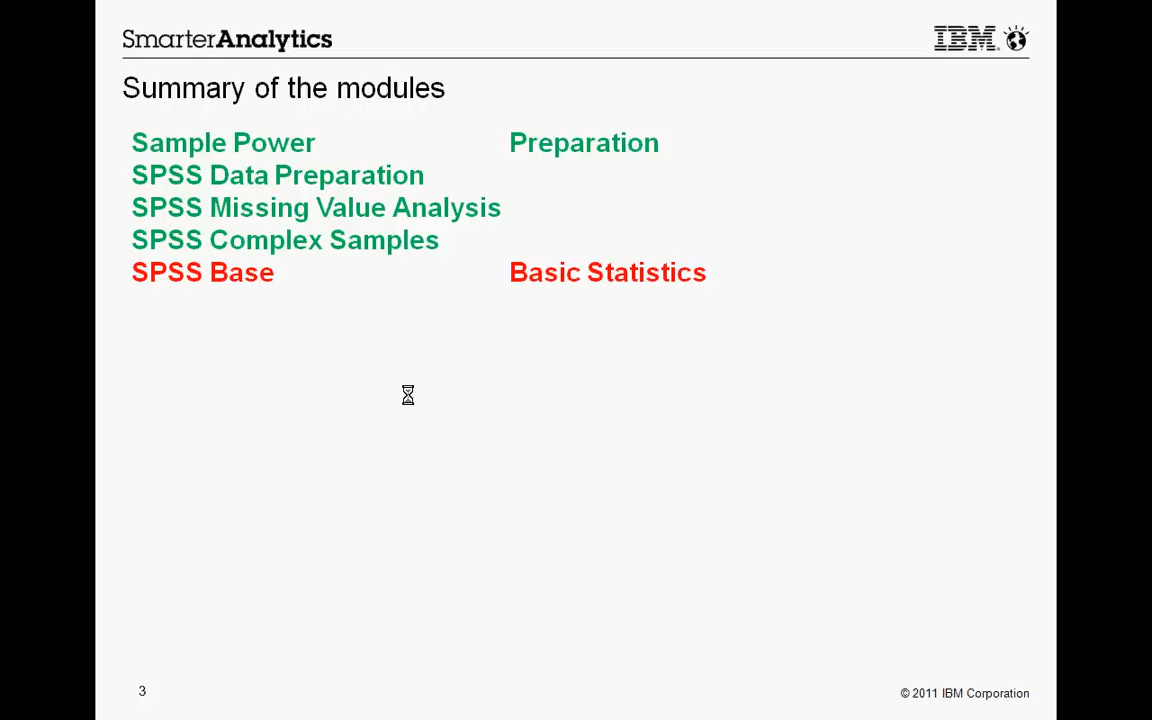 SmarterAnalytics
IBM
Summary of the modules
Sample Power Preparation
SPSS Data Preparation
SPSS Missing Value Analysis
SPSS Complex Samples
SPSS Base Basic Statistics
3
© 2011 IBM Corporation